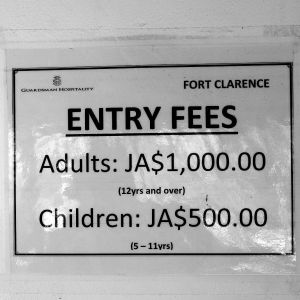 GUARDSMAN HOSPITALITY
FORT CLARENCE
ENTRY FEES
Adults: JA$1,000.00
(12yrs and over)
Children: JA$500.00
(5 – 11yrs)